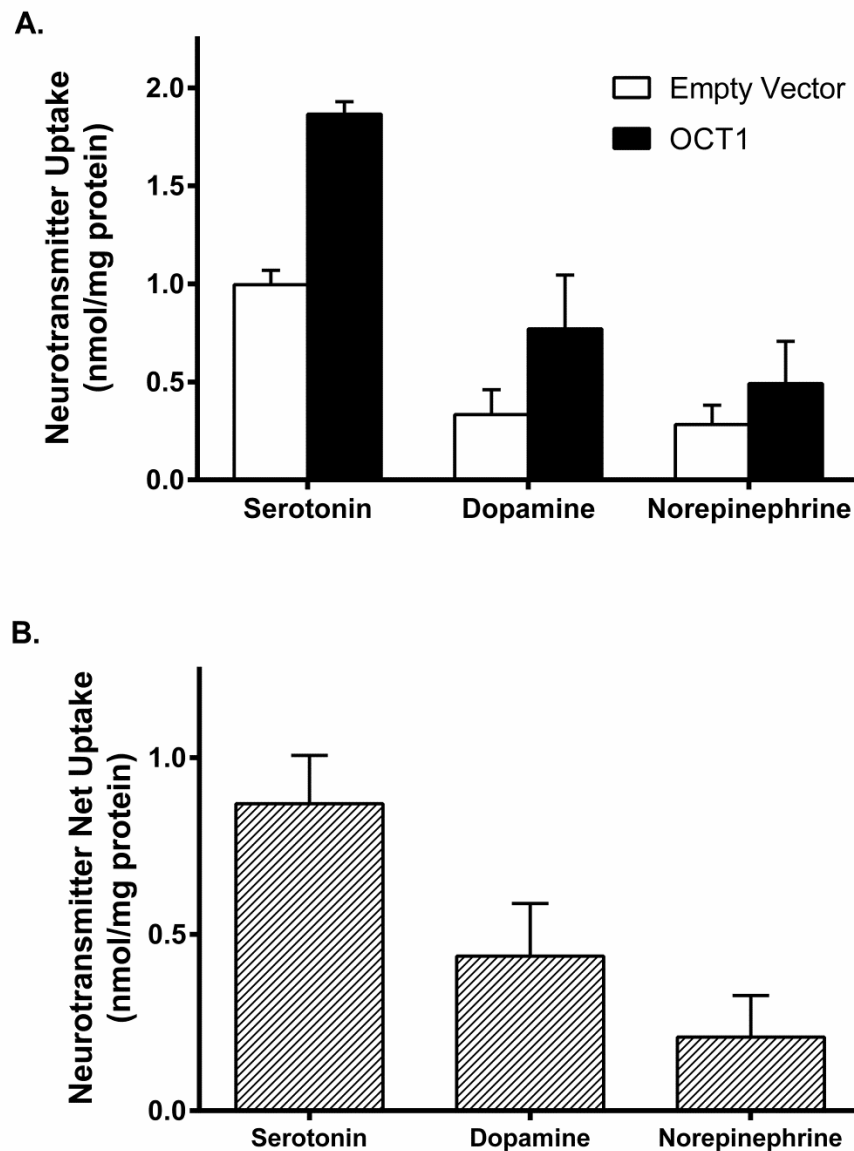 A.
Neurotransmitter Uptake
(nmol/mg protein)
2.0
1.5
1.0
0.5
0.0
Empty Vector
OCT1
Serotonin Dopamine Norepinephrine
B.
Neurotransmitter Net Uptake
(nmol/mg protein)
1.0
0.5
0.0
Serotonin Dopamine Norepinephrine